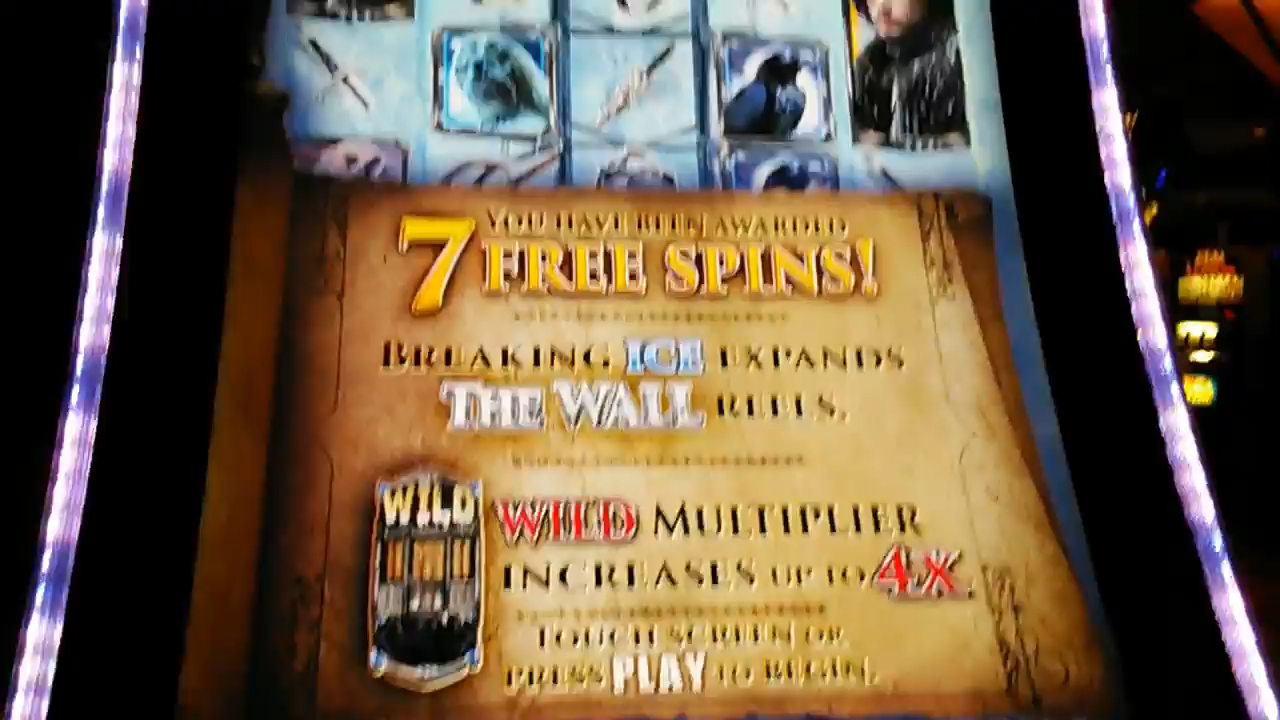 YOU HAVE BEEN AWARDED
7 FREE SPINS!
BREAKING ICE EXPANDS
THE WALL REELS.
WILD
WILD MULTIPLIER
INCREASES UP TO 4X.
TOUCH SCREEN OR
PRESS PLAY TO BEGIN.